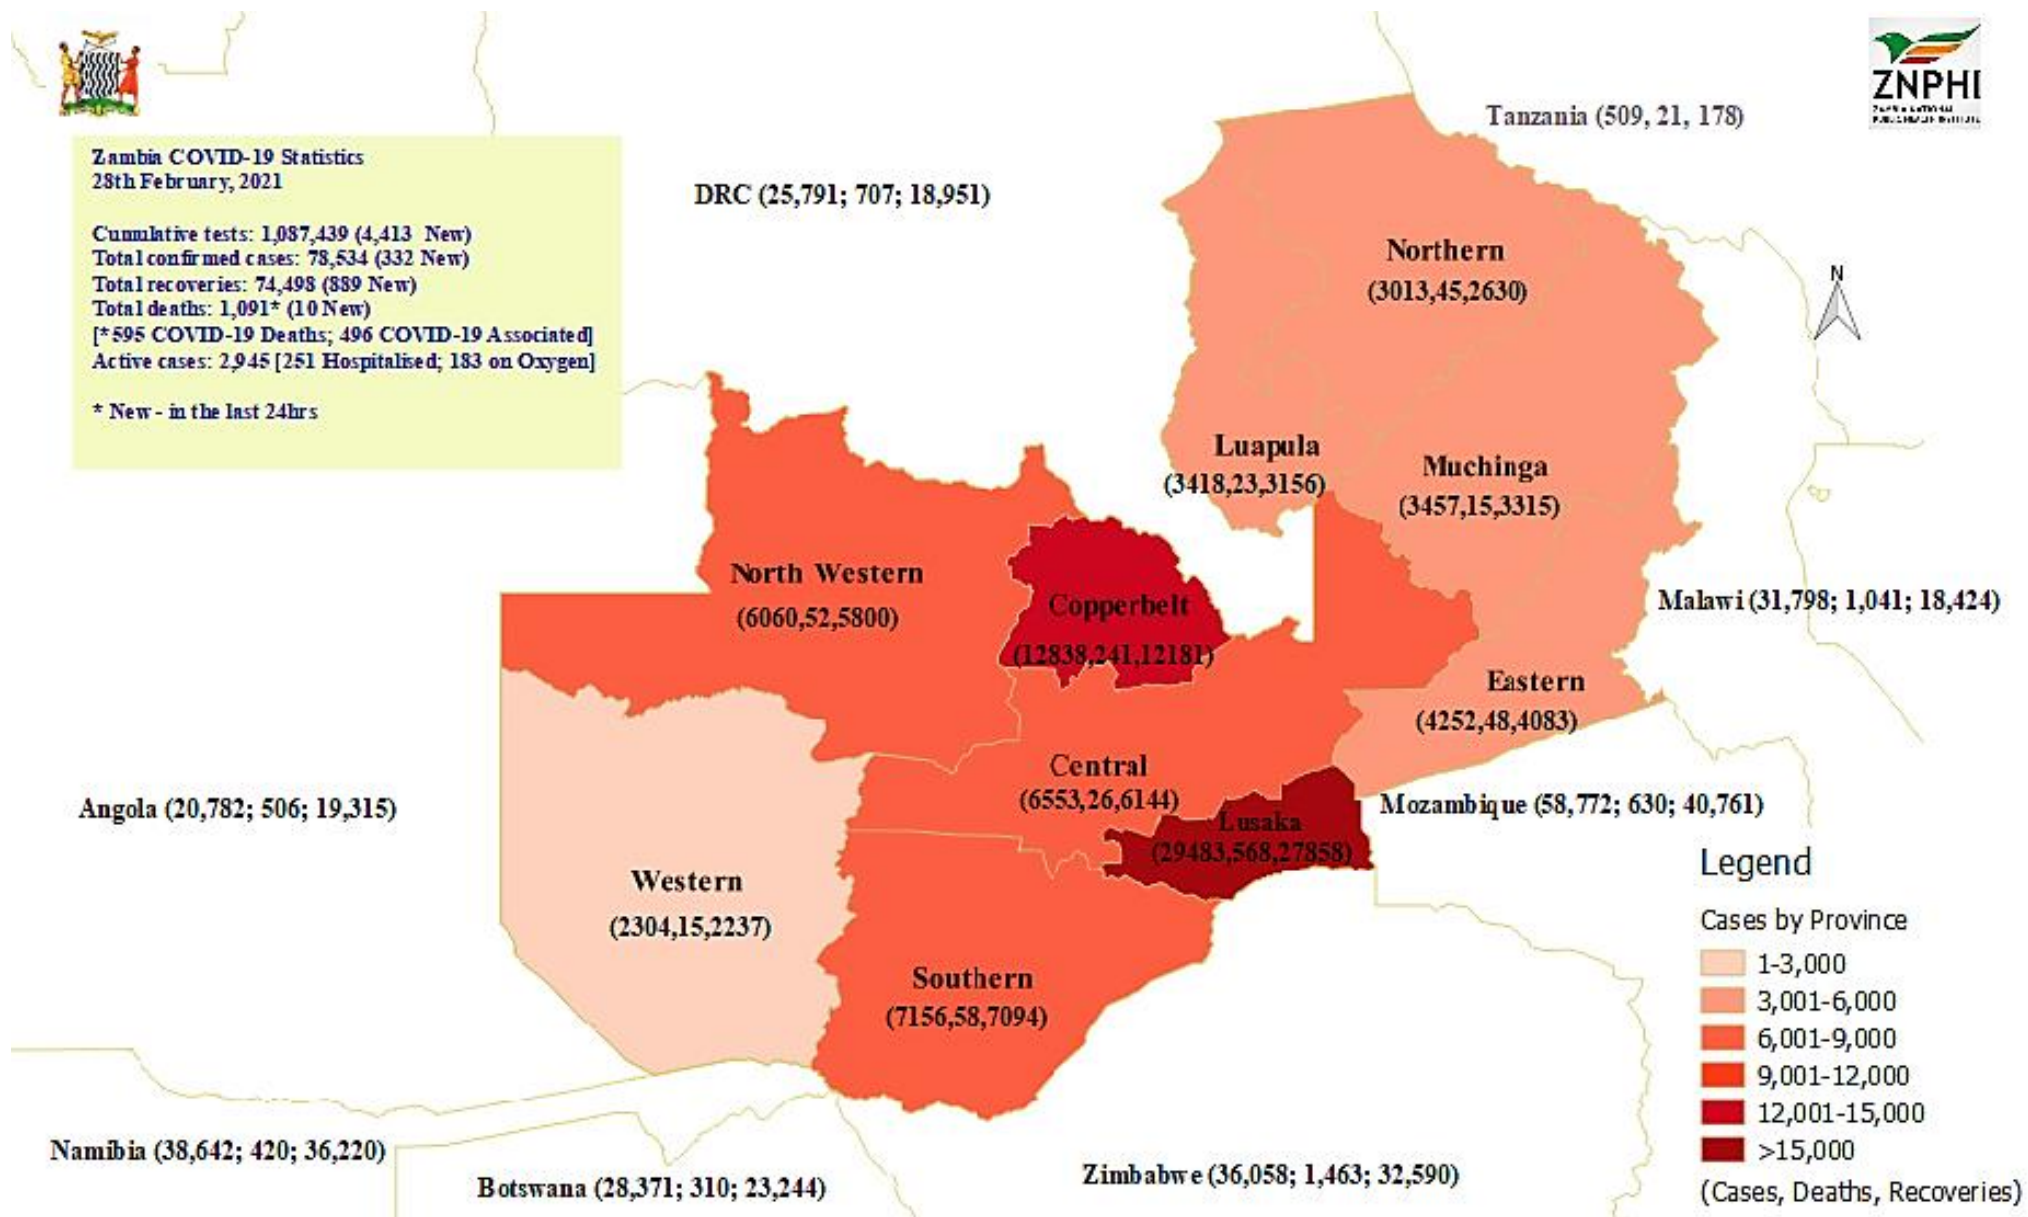 ZNPHI
ZAMBIA NATIONAL
PUBLIC HEALTH INSTITUTE
Zambia COVID-19 Statistics
28th February, 2021
Cumulative tests: 1,087,439 (4,413 New)
Total confirmed cases: 78,534 (332 New)
Total recoveries: 74,498 (889 New)
Total deaths: 1,091* (10 New)
[*595 COVID-19 Deaths; 496 COVID-19 Associated]
Active cases: 2,945 [251 Hospitalised; 183 on Oxygen]
* New - in the last 24hrs
Tanzania (509, 21, 178)
DRC (25,791; 707; 18,951)
Northern
(3013,45,2630)
N
Luapula
(3418,23,3156)
Muchinga
(3457,15,3315)
North Western
(6060,52,5800)
Copperbelt
(12838,241,12181)
Malawi (31,798; 1,041; 18,424)
Eastern
(4252,48,4083)
Central
(6553,26,6144)
Angola (20,782; 506; 19,315)
Mozambique (58,772; 630; 40,761)
Lusaka
(29483,568,27858)
Western
(2304,15,2237)
Southern
(7156,58,7094)
Namibia (38,642; 420; 36,220)
Botswana (28,371; 310; 23,244)
Zimbabwe (36,058; 1,463; 32,590)
Legend
Cases by Province
1-3,000
3,001-6,000
6,001-9,000
9,001-12,000
12,001-15,000
>15,000
(Cases, Deaths, Recoveries)